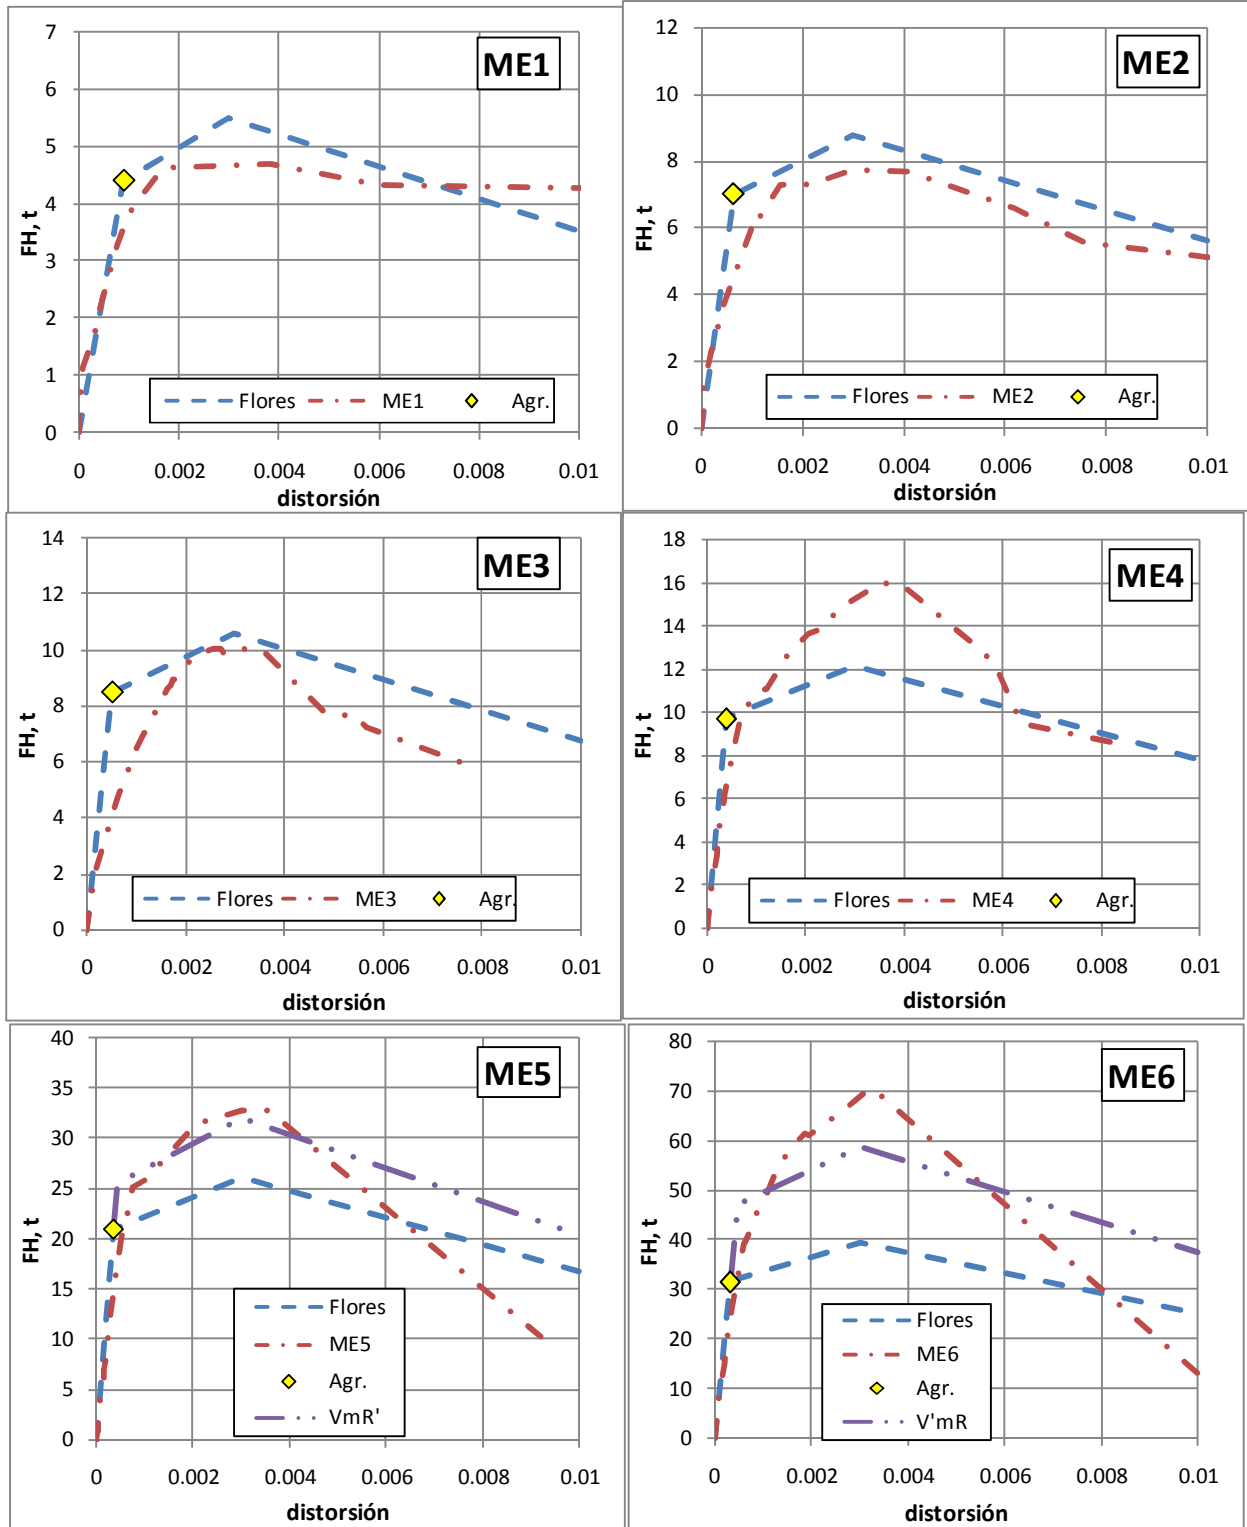 ME1
7
6
5
4
3
2
1
0
FH, t
Flores ME1 Agr.
0 0.002 0.004 0.006 0.008 0.01
distorsión
ME2
12
10
8
6
4
2
0
FH, t
Flores ME2 Agr.
0 0.002 0.004 0.006 0.008 0.01
distorsión
ME3
14
12
10
8
6
4
2
0
FH, t
Flores ME3 Agr.
0 0.002 0.004 0.006 0.008 0.01
distorsión
ME4
18
16
14
12
10
8
6
4
2
0
FH, t
Flores ME4 Agr.
0 0.002 0.004 0.006 0.008 0.01
distorsión
ME5
40
35
30
25
20
15
10
5
0
FH, t
Flores
ME5
Agr.
VmR'
0 0.002 0.004 0.006 0.008 0.01
distorsión
ME6
80
70
60
50
40
30
20
10
0
FH, t
Flores
ME6
Agr.
V'mR
0 0.002 0.004 0.006 0.008 0.01
distorsión